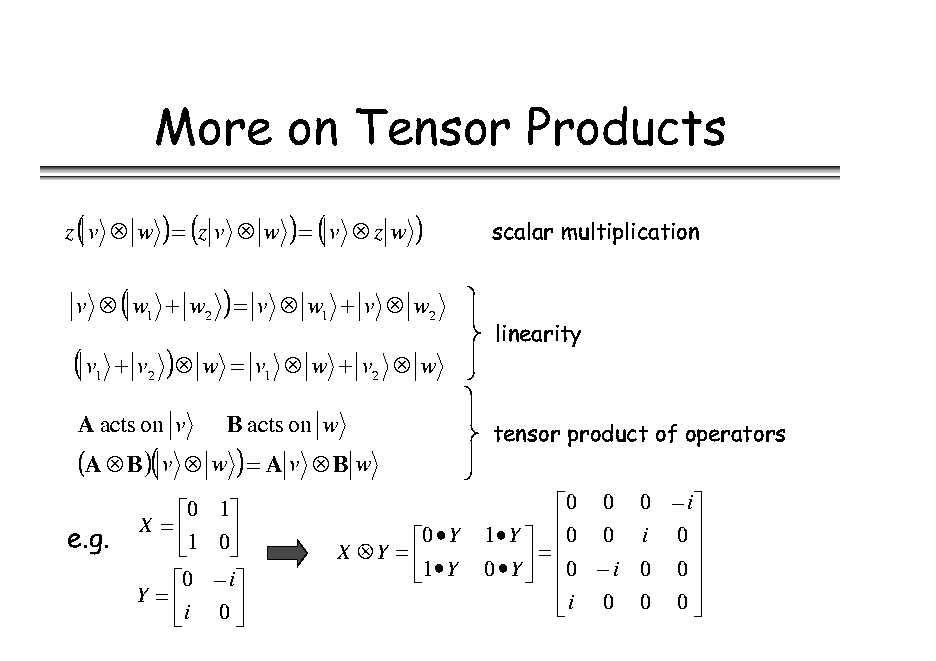 More on Tensor Products
z(|v⟩ ⊗ |w⟩) = (z|v⟩ ⊗ |w⟩) = (|v⟩ ⊗ z|w⟩) scalar multiplication
|v⟩ ⊗ (|w₁⟩ + |w₂⟩) = |v⟩ ⊗ |w₁⟩ + |v⟩ ⊗ |w₂⟩
linearity
(|v₁⟩ + |v₂⟩) ⊗ |w⟩ = |v₁⟩ ⊗ |w⟩ + |v₂⟩ ⊗ |w⟩
A acts on |v⟩ B acts on |w⟩
tensor product of operators
(A ⊗ B)(|v⟩ ⊗ |w⟩) = A|v⟩ ⊗ B|w⟩
e.g.
X = [0 1
1 0]
Y = [0 −i
i 0]
X ⊗ Y = [0•Y 1•Y
1•Y 0•Y] =
[0 0 0 −i
0 0 i 0
0 −i 0 0
i 0 0 0]